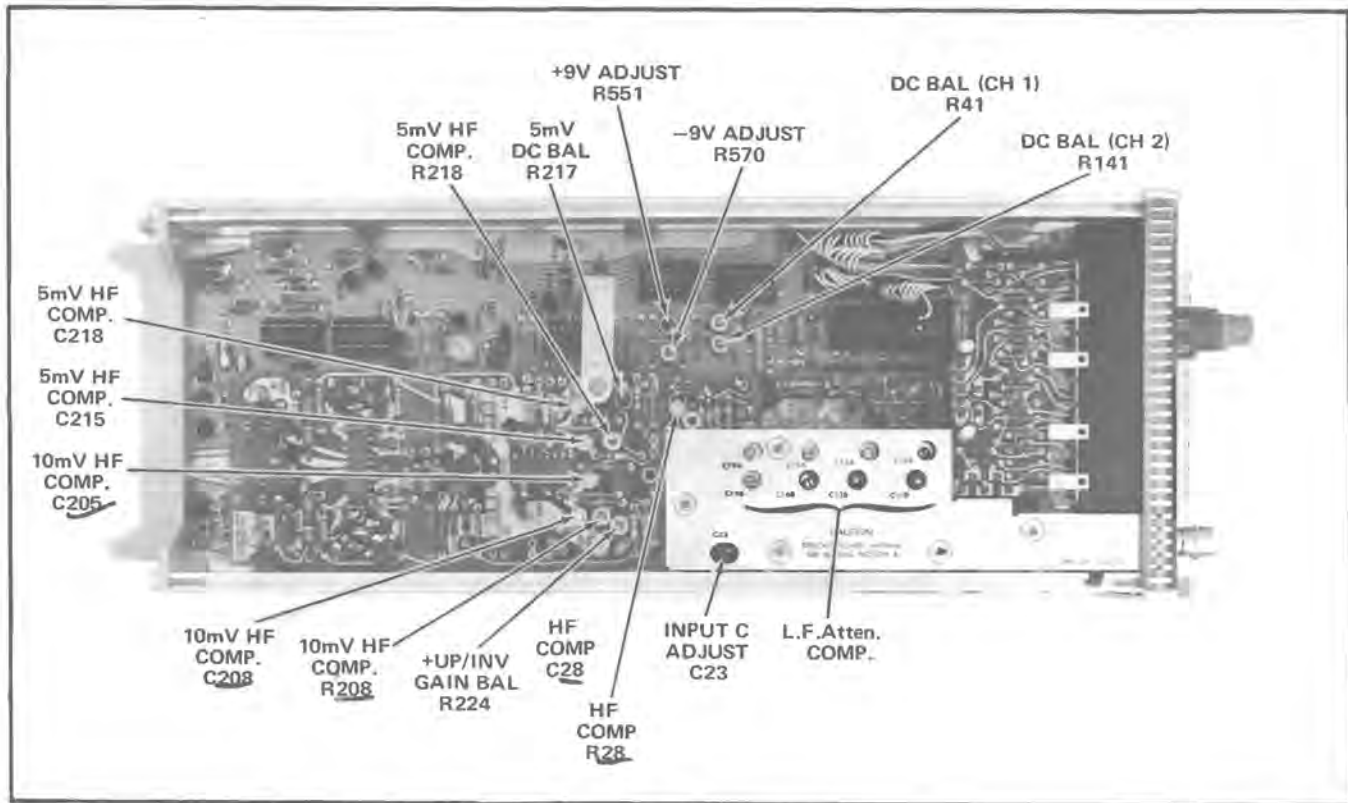 +9V ADJUST
R551
DC BAL (CH 1)
R41
5mV HF
COMP.
R218
5mV
DC BAL
R217
−9V ADJUST
R570
DC BAL (CH 2)
R141
5mV HF
COMP.
C218
5mV HF
COMP.
C215
10mV HF
COMP.
C205
C23
CAUTION
10mV HF
COMP.
C208
10mV HF
COMP.
R208
+UP/INV
GAIN BAL
R224
HF
COMP
C28
HF
COMP
R28
INPUT C
ADJUST
C23
L.F.Atten.
COMP.